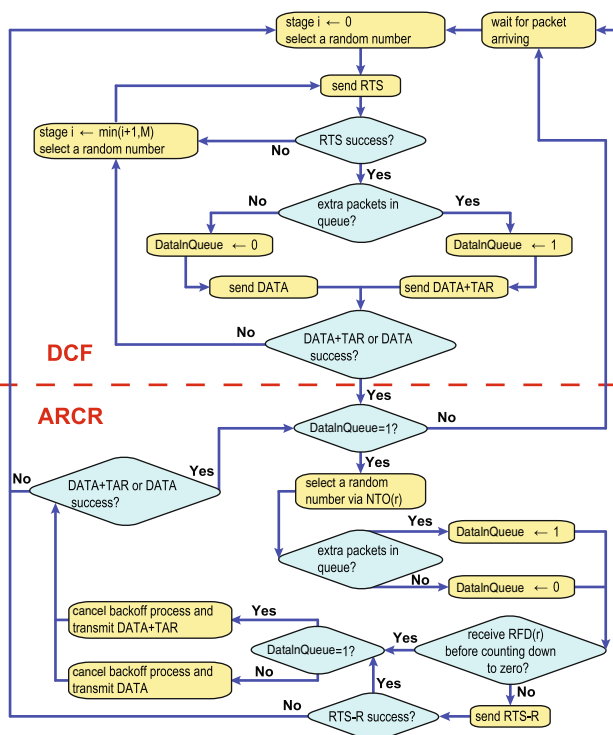 stage i ← 0
select a random number
wait for packet
arriving
send RTS
stage i ← min(i+1,M)
select a random number
RTS success?
No
Yes
extra packets in
queue?
No
Yes
DataInQueue ← 0
DataInQueue ← 1
send DATA
send DATA+TAR
DATA+TAR or DATA
success?
No
DCF
Yes
ARCR
DataInQueue=1?
No
Yes
DATA+TAR or DATA
success?
No
Yes
select a random
number via NTO(r)
extra packets in
queue?
Yes
DataInQueue ← 1
No
DataInQueue ← 0
cancel backoff process and
transmit DATA+TAR
Yes
DataInQueue=1?
Yes
receive RFD(r)
before counting down
to zero?
cancel backoff process and
transmit DATA
No
Yes
No
No
RTS-R success?
send RTS-R